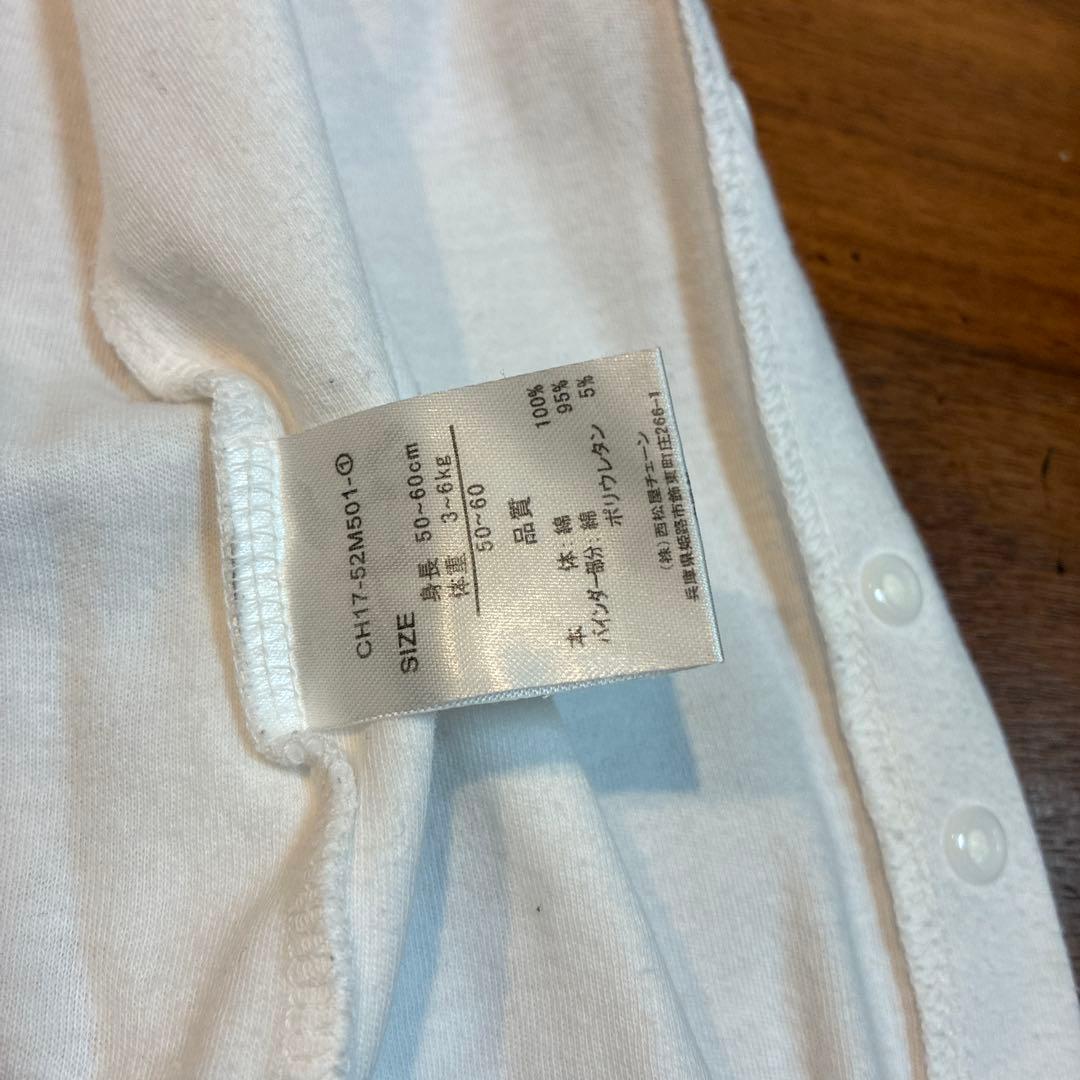 CH17-52M501-①
SIZE
身長 50~60cm
体重 3~6kg
50~60
品質
本 体:綿 100%
バインダー部分:綿 95%
ポリウレタン 5%
(株)西松屋チェーン
兵庫県姫路市飾東町庄266-1